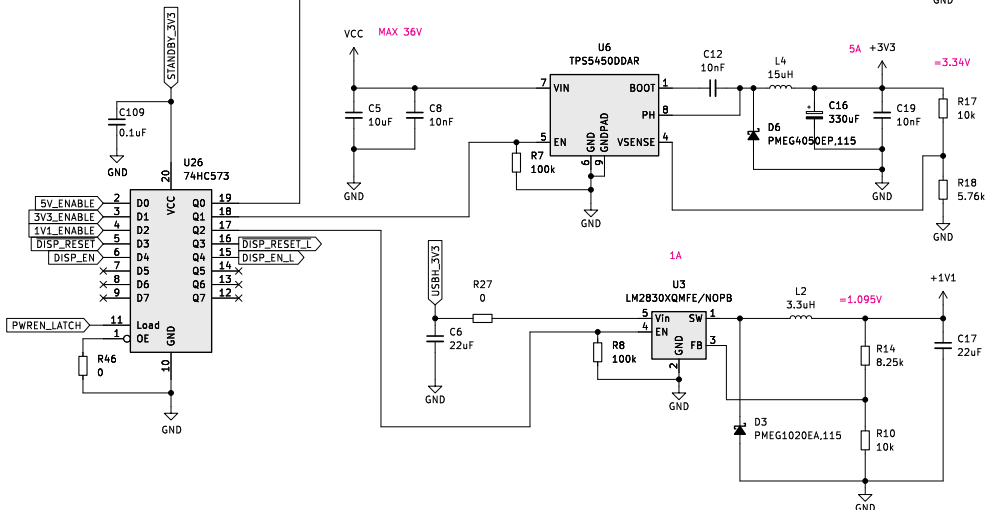 GND
STANDBY_3V3
C109
0.1uF
GND
U26
74HC573
20
VCC
5V_ENABLE 2 D0 Q0 19
3V3_ENABLE 3 D1 Q1 18
1V1_ENABLE 4 D2 Q2 17
DISP_RESET 5 D3 Q3 16 DISP_RESET_L
DISP_EN 6 D4 Q4 15 DISP_EN_L
7 D5 Q5 14
8 D6 Q6 13
9 D7 Q7 12
PWREN_LATCH 11 Load
1 OE
GND
10
R46
0
GND
VCC MAX 36V
C5
10uF
C8
10nF
GND
U6
TPS5450DDAR
7 VIN BOOT 1
PH 8
5 EN VSENSE 4
GND
GNDPAD
6 9
R7
100k
GND
C12
10nF
L4
15uH
5A +3V3
=3.34V
D6
PMEG4050EP,115
+
C16
330uF
C19
10nF
GND
R17
10k
R18
5.76k
GND
USBH_3V3
R27
0
C6
22uF
GND
1A
U3
LM2830XQMFE/NOPB
5 Vin SW 1
4 EN
FB 3
GND
2
R8
100k
GND
L2
3.3uH
=1.095V
+1V1
C17
22uF
R14
8.25k
D3
PMEG1020EA,115
R10
10k
GND